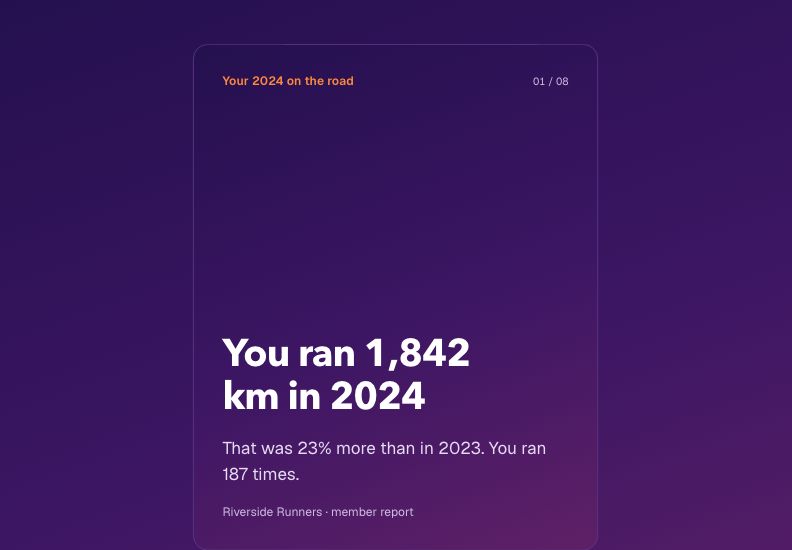 Your 2024 on the road
01 / 08
You ran 1,842
km in 2024
That was 23% more than in 2023. You ran
187 times.
Riverside Runners · member report